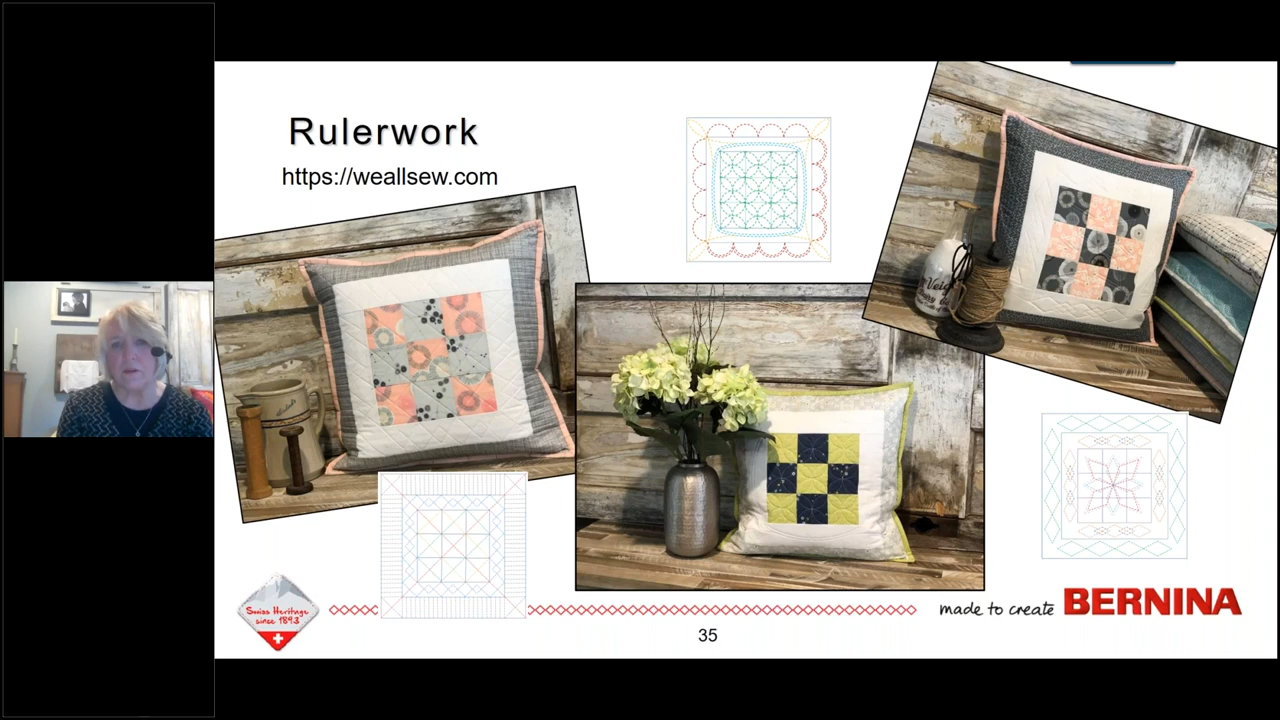 Rulerwork
https://weallsew.com
Swiss Heritage
since 1893
made to create BERNINA
35